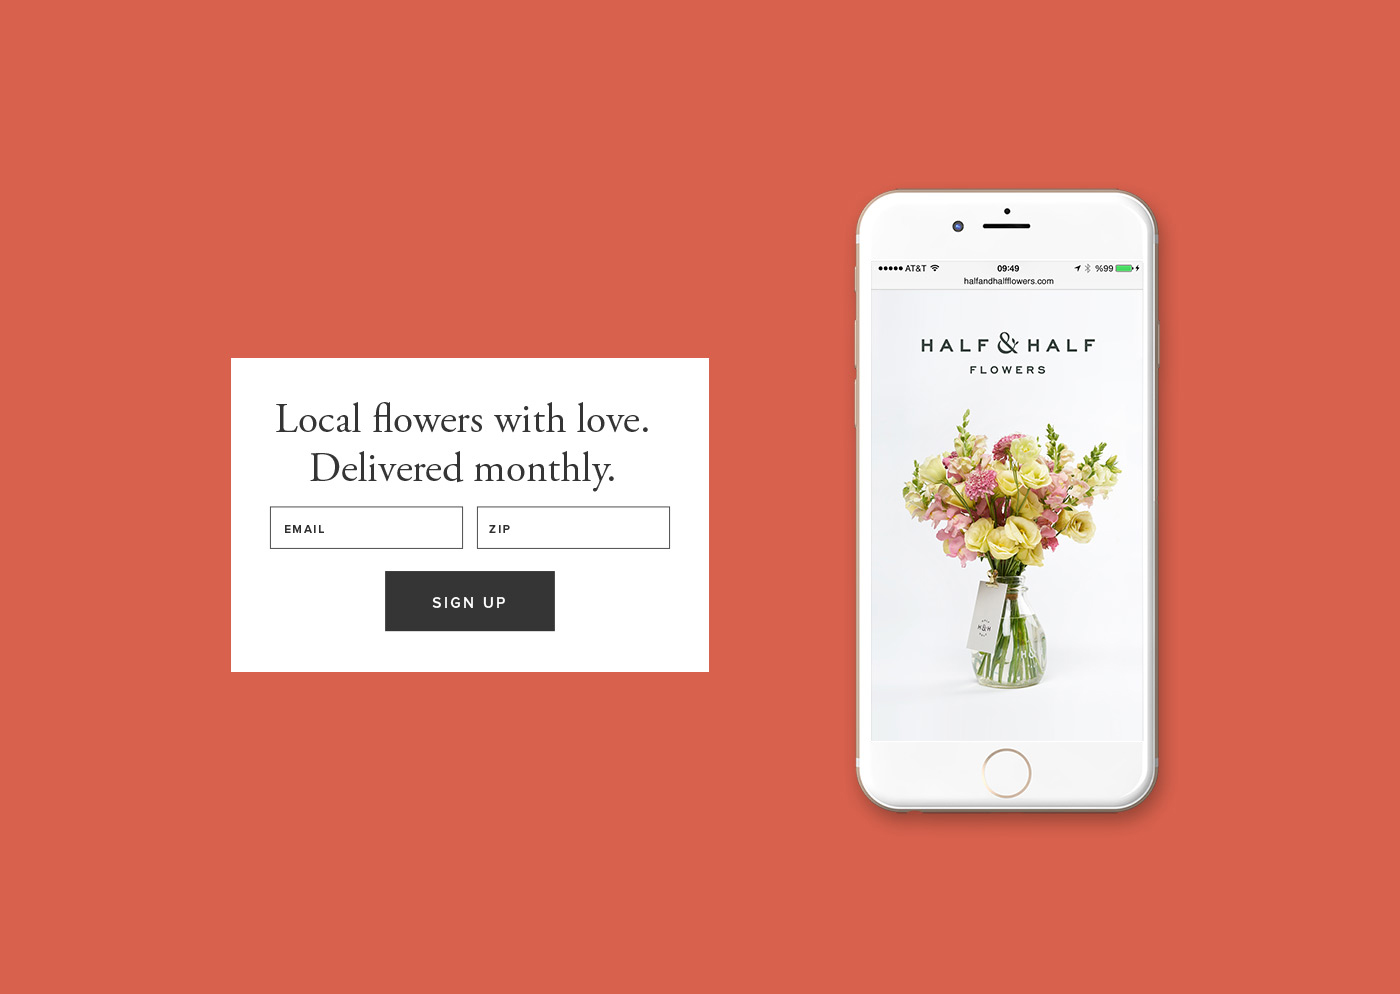 Local flowers with love.
Delivered monthly.
EMAIL
ZIP
SIGN UP
AT&T 09:49 %99
halfandhalfflowers.com
HALF & HALF
FLOWERS
H&H